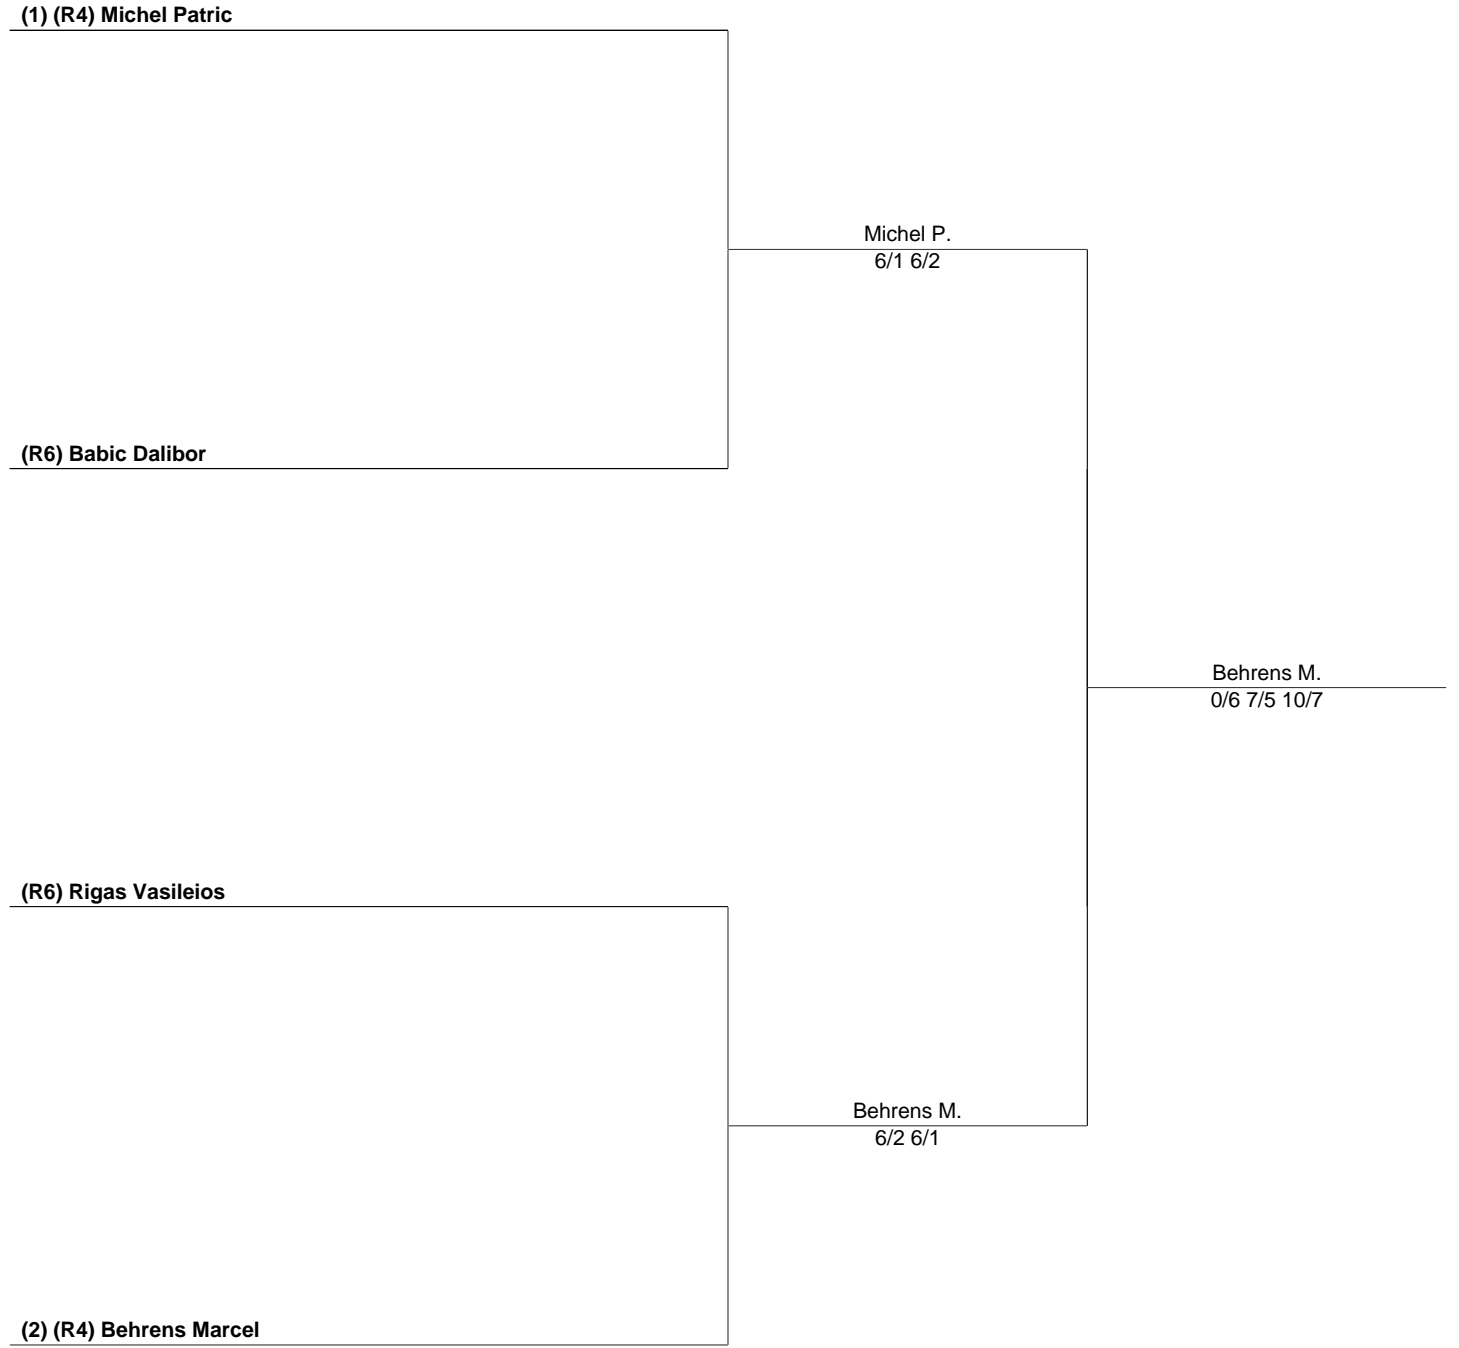 (1) (R4) Michel Patric
Michel P.
6/1 6/2
(R6) Babic Dalibor
Behrens M.
0/6 7/5 10/7
(R6) Rigas Vasileios
Behrens M.
6/2 6/1
(2) (R4) Behrens Marcel